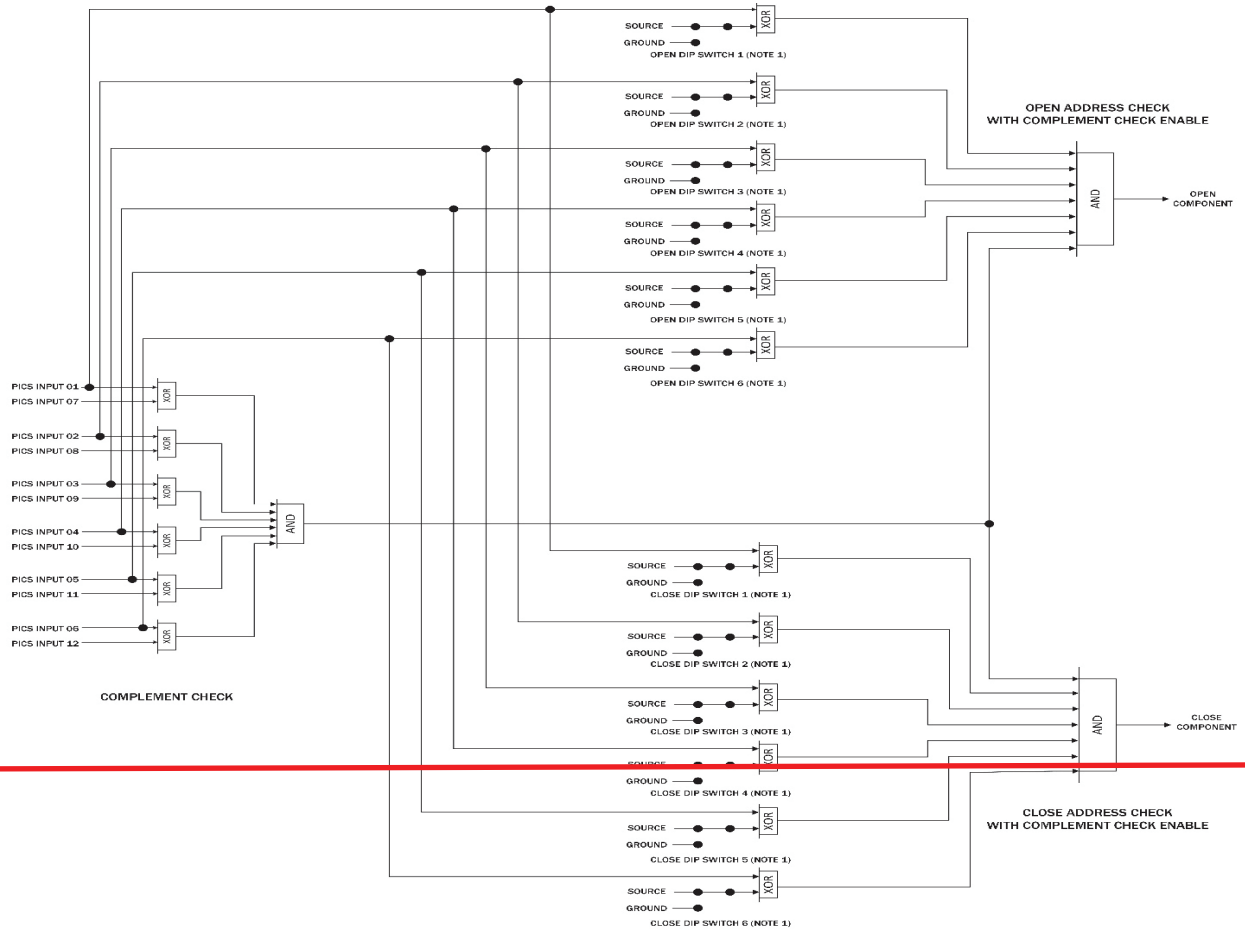 XOR
SOURCE
GROUND
OPEN DIP SWITCH 1 (NOTE 1)
XOR
SOURCE
GROUND
OPEN DIP SWITCH 2 (NOTE 1)
OPEN ADDRESS CHECK
WITH COMPLEMENT CHECK ENABLE
XOR
SOURCE
GROUND
OPEN DIP SWITCH 3 (NOTE 1)
AND
OPEN
COMPONENT
XOR
SOURCE
GROUND
OPEN DIP SWITCH 4 (NOTE 1)
XOR
SOURCE
GROUND
OPEN DIP SWITCH 5 (NOTE 1)
XOR
SOURCE
GROUND
OPEN DIP SWITCH 6 (NOTE 1)
PICS INPUT 01
PICS INPUT 07
XOR
PICS INPUT 02
PICS INPUT 08
XOR
PICS INPUT 03
PICS INPUT 09
XOR
PICS INPUT 04
PICS INPUT 10
XOR
PICS INPUT 05
PICS INPUT 11
XOR
PICS INPUT 06
PICS INPUT 12
XOR
AND
COMPLEMENT CHECK
XOR
SOURCE
GROUND
CLOSE DIP SWITCH 1 (NOTE 1)
XOR
SOURCE
GROUND
CLOSE DIP SWITCH 2 (NOTE 1)
XOR
SOURCE
GROUND
CLOSE DIP SWITCH 3 (NOTE 1)
AND
CLOSE
COMPONENT
XOR
SOURCE
GROUND
CLOSE DIP SWITCH 4 (NOTE 1)
CLOSE ADDRESS CHECK
WITH COMPLEMENT CHECK ENABLE
XOR
SOURCE
GROUND
CLOSE DIP SWITCH 5 (NOTE 1)
XOR
SOURCE
GROUND
CLOSE DIP SWITCH 6 (NOTE 1)